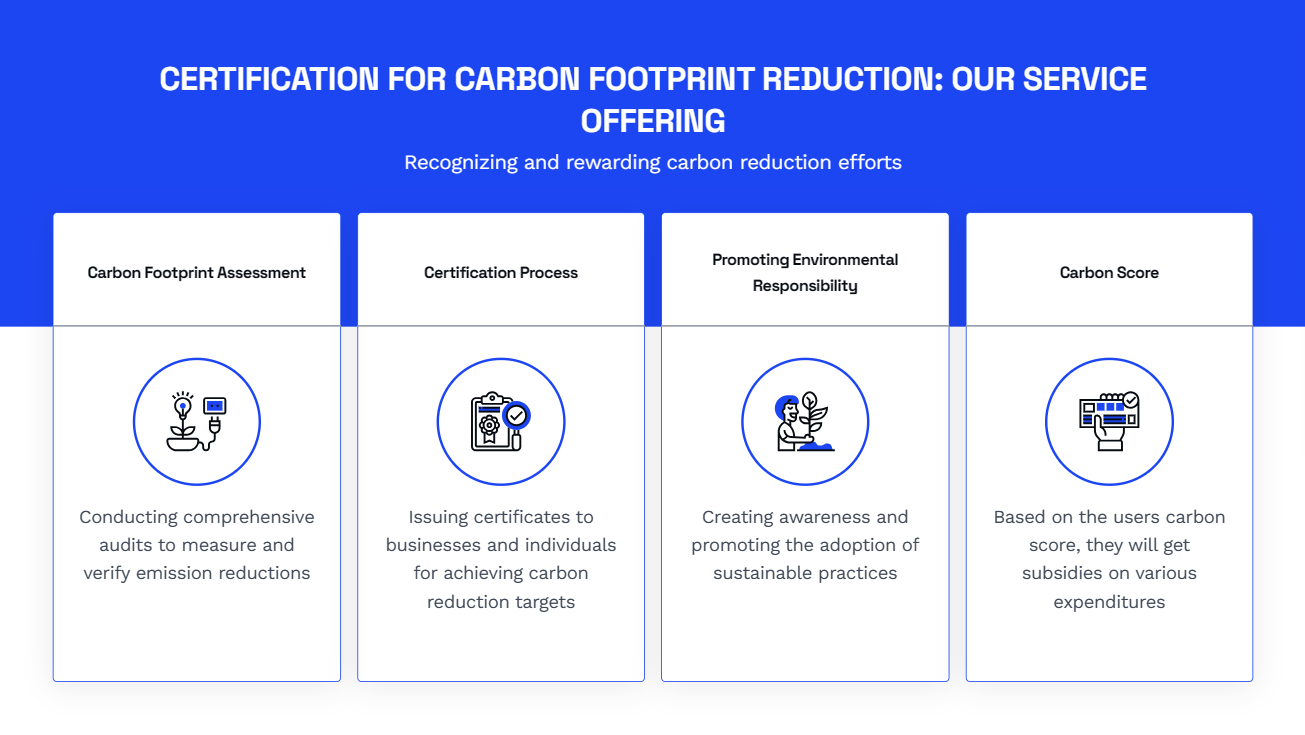 CERTIFICATION FOR CARBON FOOTPRINT REDUCTION: OUR SERVICE
OFFERING
Recognizing and rewarding carbon reduction efforts
Carbon Footprint Assessment
Conducting comprehensive
audits to measure and
verify emission reductions
Certification Process
Issuing certificates to
businesses and individuals
for achieving carbon
reduction targets
Promoting Environmental
Responsibility
Creating awareness and
promoting the adoption of
sustainable practices
Carbon Score
Based on the users carbon
score, they will get
subsidies on various
expenditures